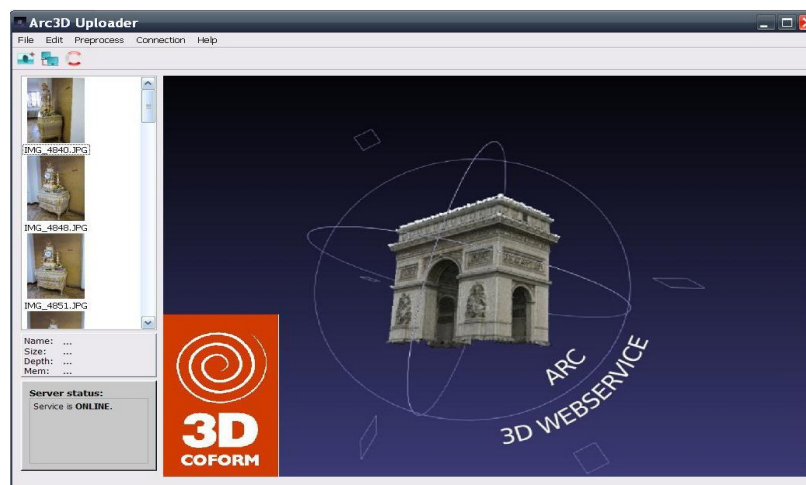 Arc3D Uploader
File Edit Preprocess Connection Help
IMG_4840.JPG
IMG_4848.JPG
IMG_4851.JPG
Name: ...
Size: ...
Depth: ...
Mem: ...
Server status:
Service is ONLINE.
3D
COFORM
ARC
3D WEBSERVICE